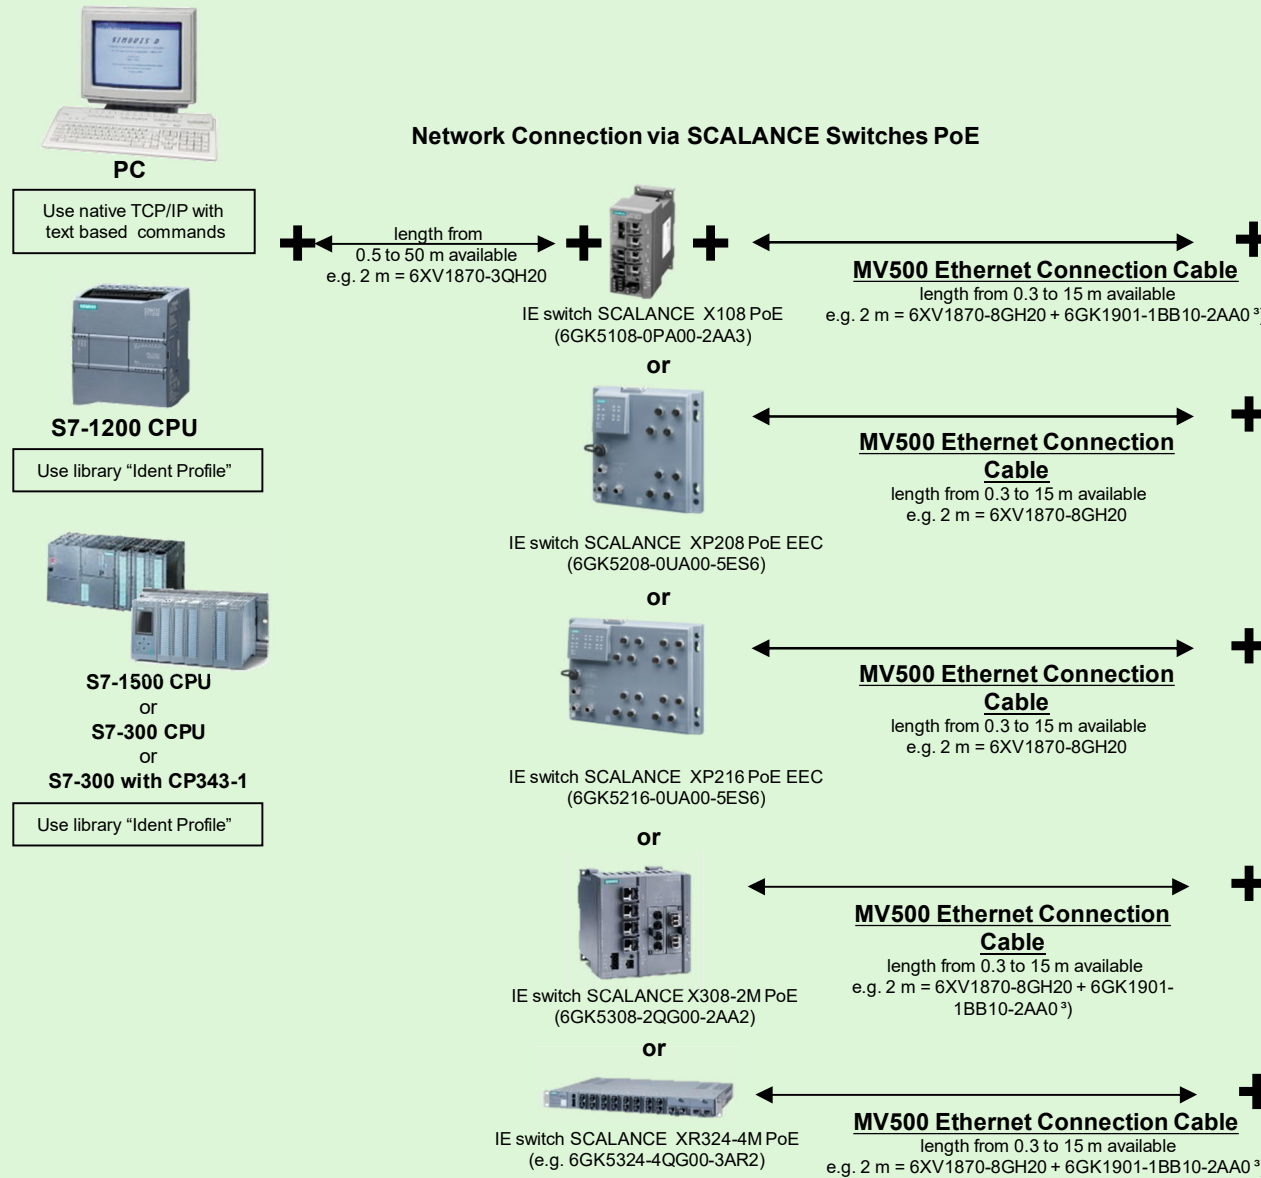 SIMATIC
PC
Use native TCP/IP with
text based commands
S7-1200 CPU
Use library “Ident Profile”
S7-1500 CPU
or
S7-300 CPU
or
S7-300 with CP343-1
Use library “Ident Profile”
Network Connection via SCALANCE Switches PoE
length from
0.5 to 50 m available
e.g. 2 m = 6XV1870-3QH20
IE switch SCALANCE X108 PoE
(6GK5108-0PA00-2AA3)
MV500 Ethernet Connection Cable
length from 0.3 to 15 m available
e.g. 2 m = 6XV1870-8GH20 + 6GK1901-1BB10-2AA0 ³)
or
IE switch SCALANCE XP208 PoE EEC
(6GK5208-0UA00-5ES6)
MV500 Ethernet Connection
Cable
length from 0.3 to 15 m available
e.g. 2 m = 6XV1870-8GH20
or
IE switch SCALANCE XP216 PoE EEC
(6GK5216-0UA00-5ES6)
MV500 Ethernet Connection
Cable
length from 0.3 to 15 m available
e.g. 2 m = 6XV1870-8GH20
or
IE switch SCALANCE X308-2M PoE
(6GK5308-2QG00-2AA2)
MV500 Ethernet Connection
Cable
length from 0.3 to 15 m available
e.g. 2 m = 6XV1870-8GH20 + 6GK1901-
1BB10-2AA0 ³)
or
IE switch SCALANCE XR324-4M PoE
(e.g. 6GK5324-4QG00-3AR2)
MV500 Ethernet Connection Cable
length from 0.3 to 15 m available
e.g. 2 m = 6XV1870-8GH20 + 6GK1901-1BB10-2AA0 ³